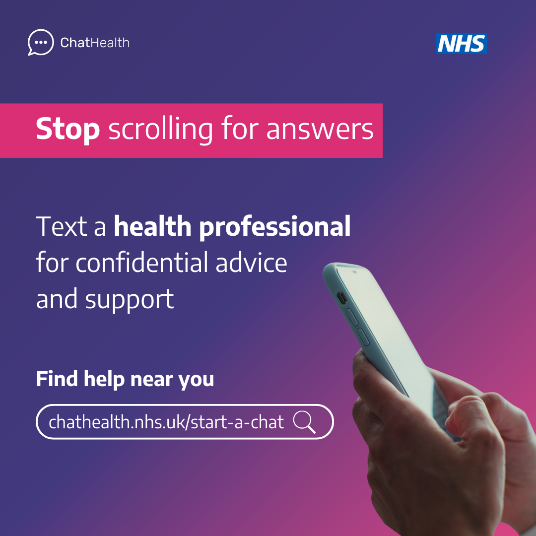 ChatHealth
NHS
Stop scrolling for answers
Text a health professional
for confidential advice
and support
Find help near you
chathealth.nhs.uk/start-a-chat